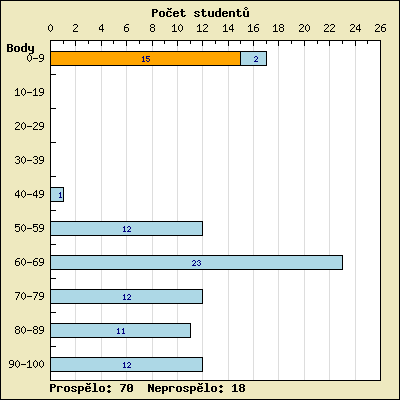 Počet studentů
0 2 4 6 8 10 12 14 16 18 20 22 24 26
Body
0-9 15 2
10-19
20-29
30-39
40-49 1
50-59 12
60-69 23
70-79 12
80-89 11
90-100 12
Prospělo: 70 Neprospělo: 18